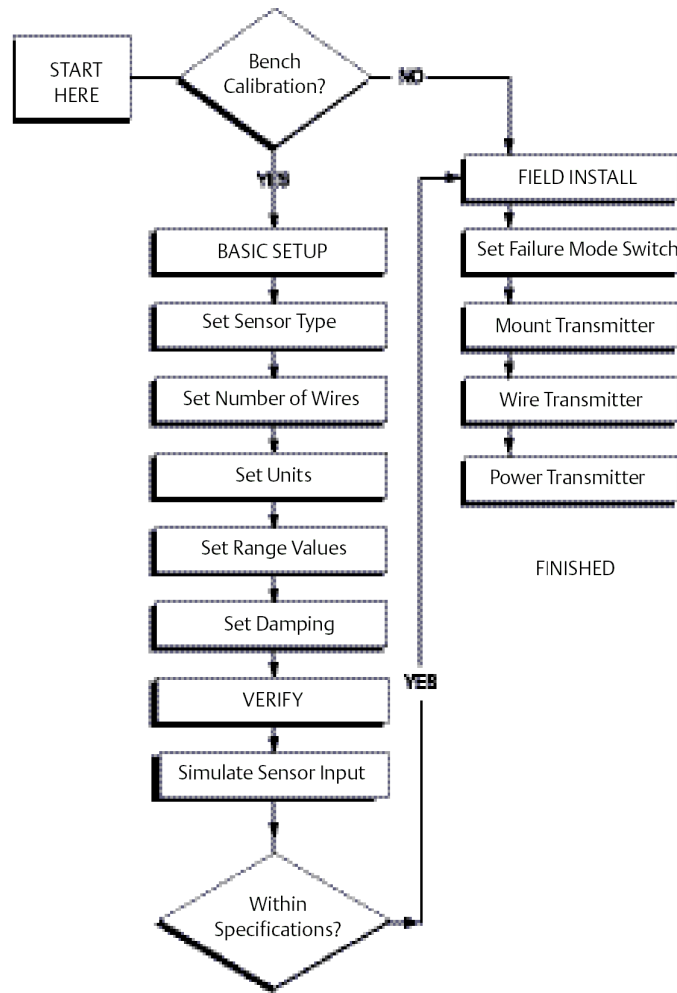 START
HERE
Bench
Calibration?
NO
YES
BASIC SETUP
Set Sensor Type
Set Number of Wires
Set Units
Set Range Values
Set Damping
VERIFY
Simulate Sensor Input
Within
Specifications?
YES
FIELD INSTALL
Set Failure Mode Switch
Mount Transmitter
Wire Transmitter
Power Transmitter
FINISHED